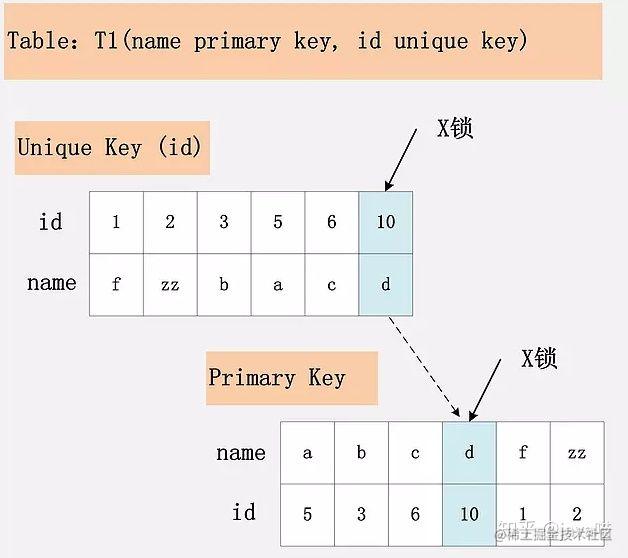 Table: T1(name primary key, id unique key)
X锁
Unique Key (id)
id 1 2 3 5 6 10
name f zz b a c d
X锁
Primary Key
name a b c d f zz
id 5 3 6 10 1 2
@稀土掘金技术社区